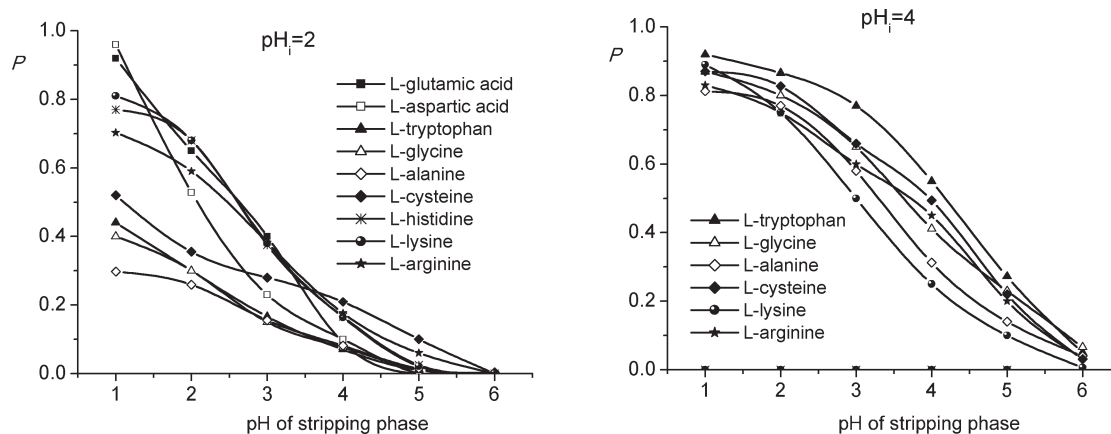 pHi=2
P
1.0
0.8
0.6
0.4
0.2
0.0
L-glutamic acid
L-aspartic acid
L-tryptophan
L-glycine
L-alanine
L-cysteine
L-histidine
L-lysine
L-arginine
1 2 3 4 5 6
pH of stripping phase
pHi=4
P
1.0
0.8
0.6
0.4
0.2
0.0
L-tryptophan
L-glycine
L-alanine
L-cysteine
L-lysine
L-arginine
1 2 3 4 5 6
pH of stripping phase